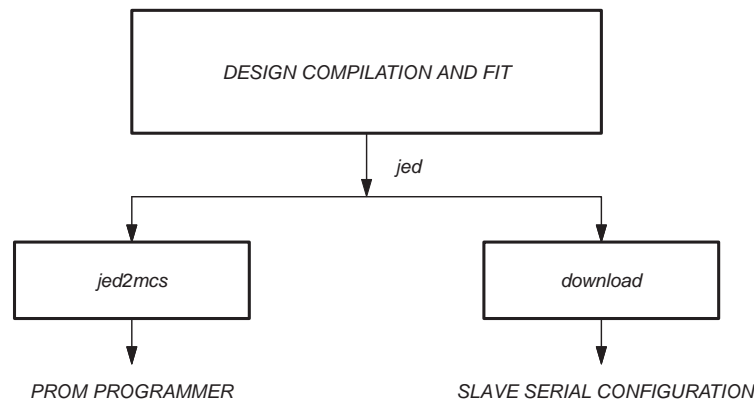 DESIGN COMPILATION AND FIT
jed
jed2mcs
download
PROM PROGRAMMER
SLAVE SERIAL CONFIGURATION